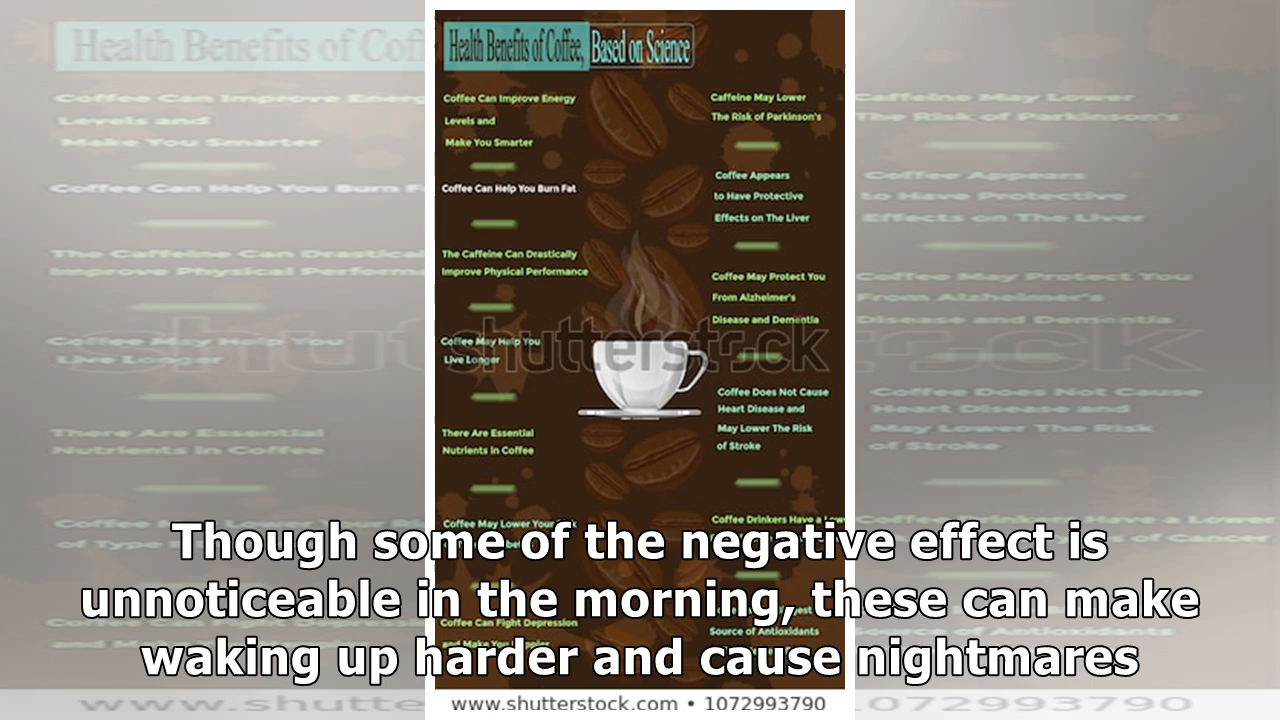 Health Benefits of Coffee, Based on Science
Coffee Can Improve Energy
Levels and
Make You Smarter
Coffee Can Help You Burn Fat
The Caffeine Can Drastically
Improve Physical Performance
Coffee May Help You
Live Longer
There Are Essential
Nutrients in Coffee
Coffee May Lower Your
Coffee Can Fight Depression
and Make You
Caffeine May Lower
The Risk of Parkinson's
Coffee Appears
to Have Protective
Effects on The Liver
Coffee May Protect You
From Alzheimer's
Disease and Dementia
Coffee Does Not Cause
Heart Disease and
May Lower The Risk
of Stroke
Coffee Drinkers Have a Low
Source of Antioxidants
shutterstock
Though some of the negative effect is
unnoticeable in the morning, these can make
waking up harder and cause nightmares
www.shutterstock.com • 1072993790